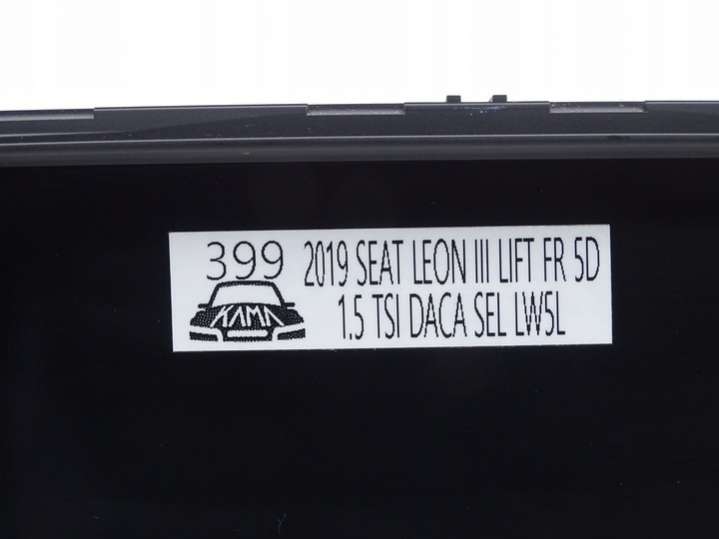 399 2019 SEAT LEON III LIFT FR 5D
KAMA 1.5 TSI DACA SEL LW5L